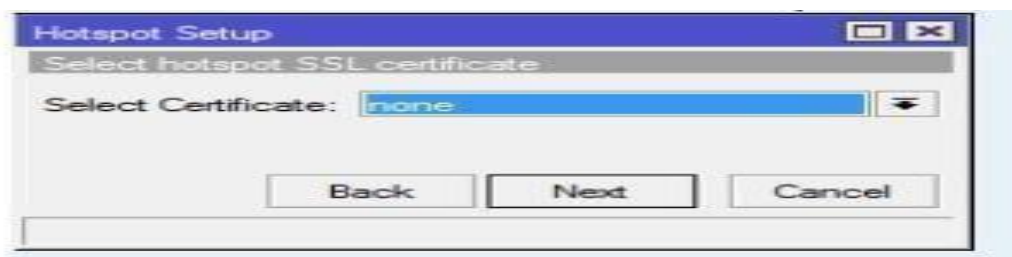 Hotspot Setup
Select hotspot SSL certificate
Select Certificate: none
Back Next Cancel